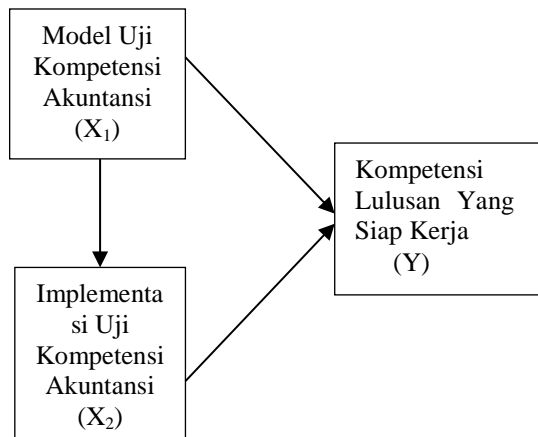 Model Uji
Kompetensi
Akuntansi
(X₁)
Kompetensi
Lulusan Yang
Siap Kerja
(Y)
Implementa
si Uji
Kompetensi
Akuntansi
(X₂)